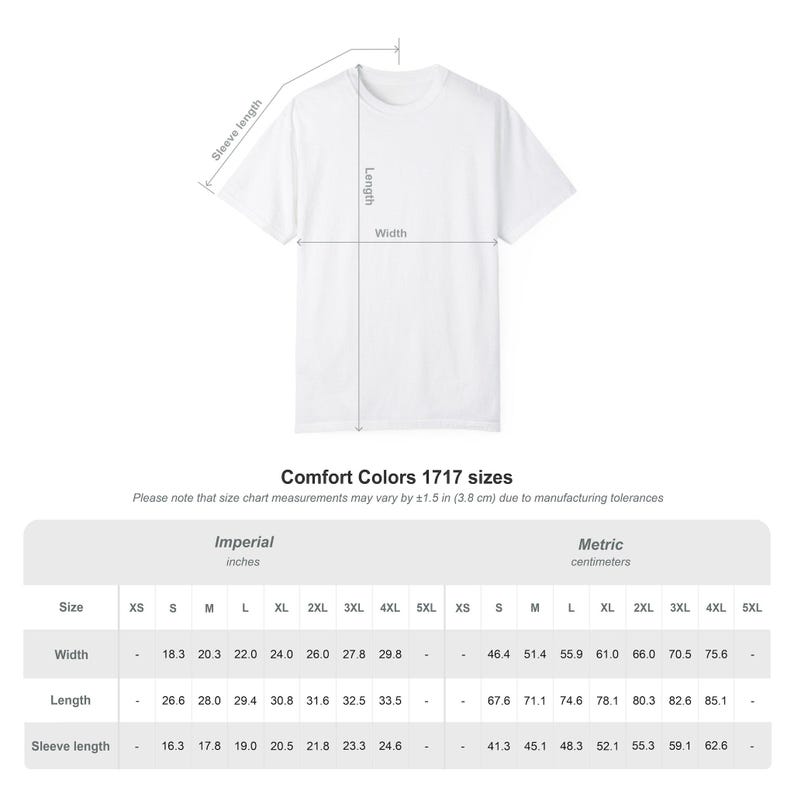 Sleeve length
Length
Width
Comfort Colors 1717 sizes
Please note that size chart measurements may vary by ±1.5 in (3.8 cm) due to manufacturing tolerances
Imperial Metric
inches centimeters
Size XS S M L XL 2XL 3XL 4XL 5XL XS S M L XL 2XL 3XL 4XL 5XL
Width - 18.3 20.3 22.0 24.0 26.0 27.8 29.8 - - 46.4 51.4 55.9 61.0 66.0 70.5 75.6 -
Length - 26.6 28.0 29.4 30.8 31.6 32.5 33.5 - - 67.6 71.1 74.6 78.1 80.3 82.6 85.1 -
Sleeve length - 16.3 17.8 19.0 20.5 21.8 23.3 24.6 - - 41.3 45.1 48.3 52.1 55.3 59.1 62.6 -